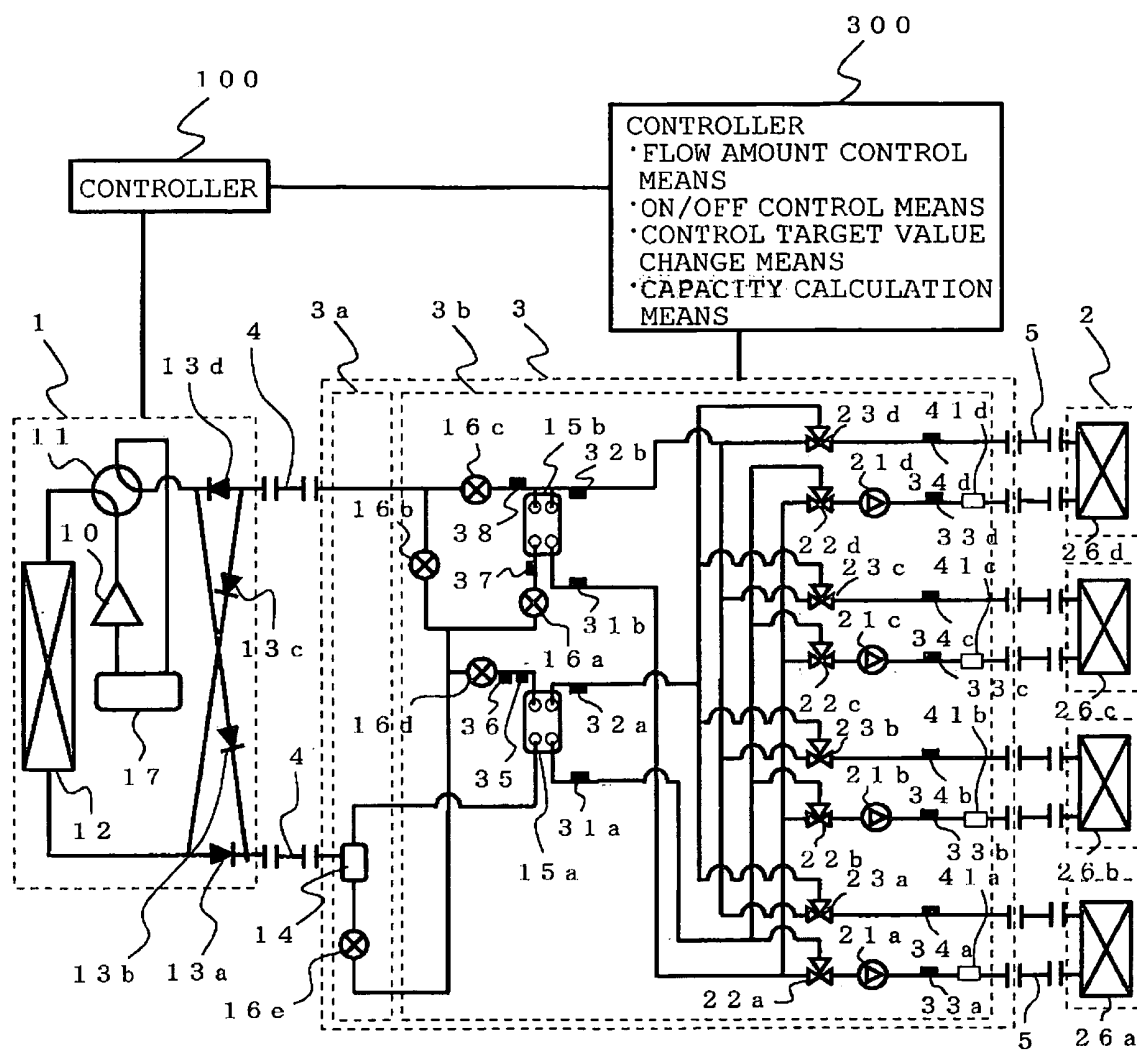 300
100
CONTROLLER
CONTROLLER
･FLOW AMOUNT CONTROL
MEANS
･ON/OFF CONTROL MEANS
･CONTROL TARGET VALUE
CHANGE MEANS
･CAPACITY CALCULATION
MEANS
3a
3b
3
1
13d
4
5
2
11
16c
15b
32b
23d
41d
10
16b
38
21d
34d
33d
22d
26d
37
31b
23c
41c
13c
16a
21c
34c
33c
16d
36
32a
22c
26c
17
35
23b
41b
4
12
31a
21b
34b
33b
15a
22b
26b
23a
41a
14
21a
34a
13b
13a
16e
22a
33a
5
26a